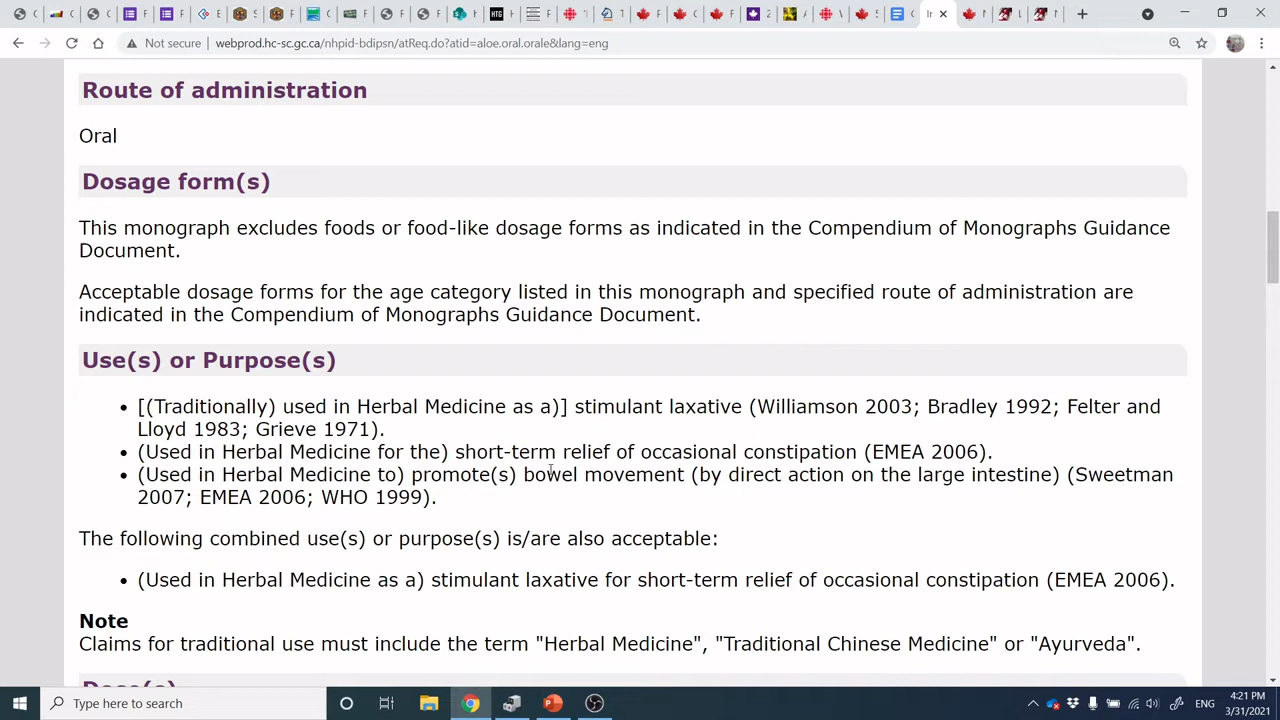 Not secure
webprod.hc-sc.gc.ca/nhpid-bdipsn/atReq.do?atid=aloe.oral.orale&lang=eng
Route of administration
Oral
Dosage form(s)
This monograph excludes foods or food-like dosage forms as indicated in the Compendium of Monographs Guidance
Document.
Acceptable dosage forms for the age category listed in this monograph and specified route of administration are
indicated in the Compendium of Monographs Guidance Document.
Use(s) or Purpose(s)
• [(Traditionally) used in Herbal Medicine as a)] stimulant laxative (Williamson 2003; Bradley 1992; Felter and
Lloyd 1983; Grieve 1971).
• (Used in Herbal Medicine for the) short-term relief of occasional constipation (EMEA 2006).
• (Used in Herbal Medicine to) promote(s) bowel movement (by direct action on the large intestine) (Sweetman
2007; EMEA 2006; WHO 1999).
The following combined use(s) or purpose(s) is/are also acceptable:
• (Used in Herbal Medicine as a) stimulant laxative for short-term relief of occasional constipation (EMEA 2006).
Note
Claims for traditional use must include the term "Herbal Medicine", "Traditional Chinese Medicine" or "Ayurveda".
Dose(s)
Type here to search
ENG
4:21 PM
3/31/2021